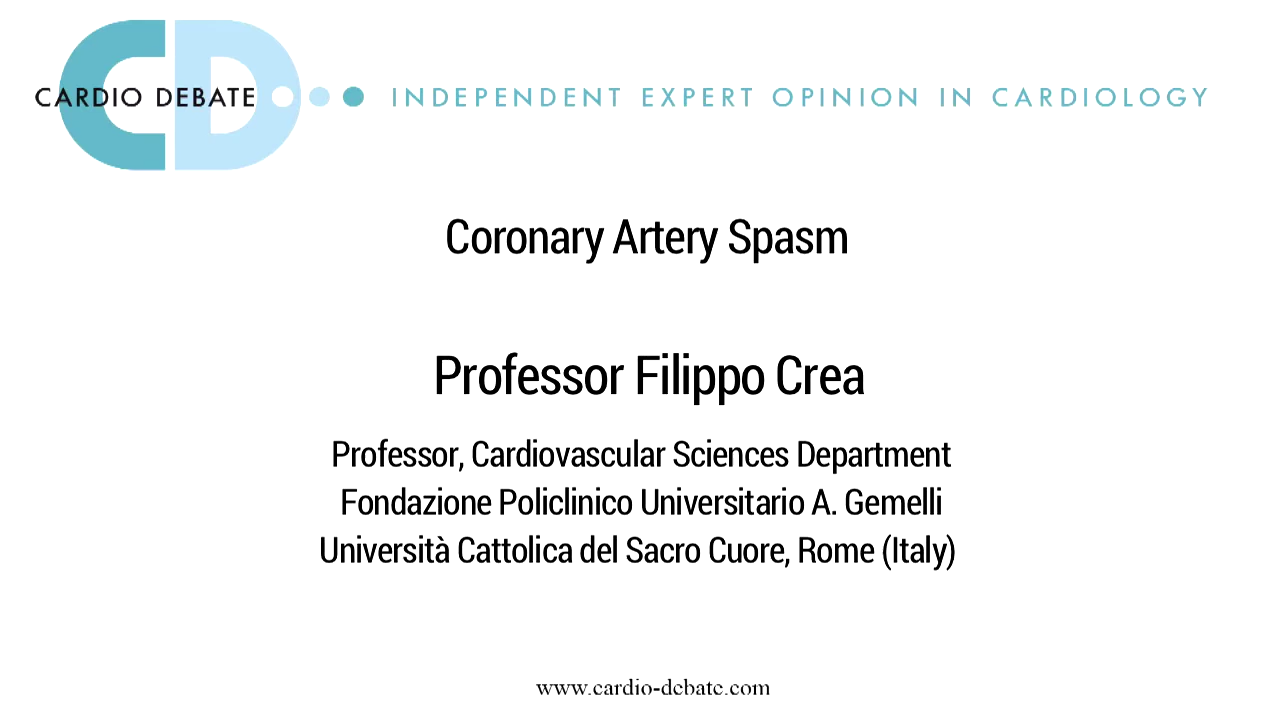 CARDIO DEBATE INDEPENDENT EXPERT OPINION IN CARDIOLOGY
Coronary Artery Spasm
Professor Filippo Crea
Professor, Cardiovascular Sciences Department
Fondazione Policlinico Universitario A. Gemelli
Università Cattolica del Sacro Cuore, Rome (Italy)
www.cardio-debate.com